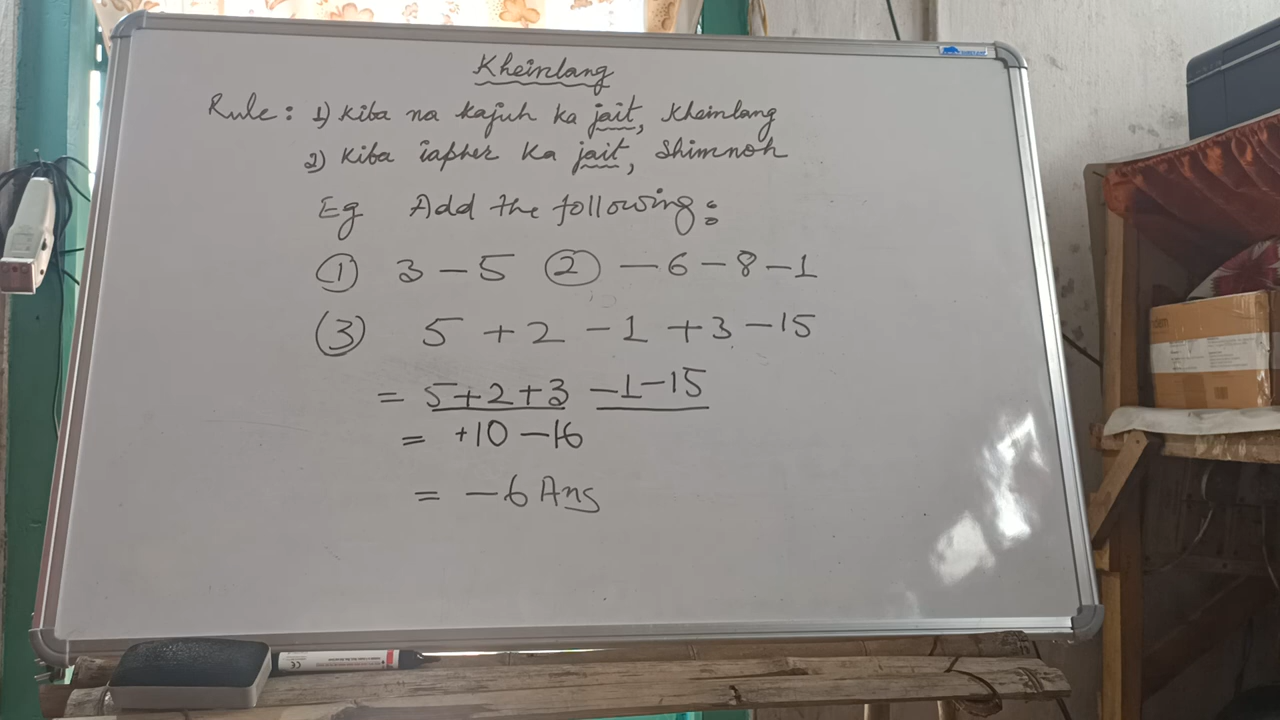 Kheinlang
Rule: 1) Kiba na kajuh ka jait, Kheinlang
2) Kiba iapher Ka jait, Shimnoh
Eg Add the following:
① 3 - 5 ② - 6 - 8 - 1
③ 5 + 2 - 1 + 3 - 15
= 5 + 2 + 3 - 1 - 15
= +10 - 16
= - 6 Ans